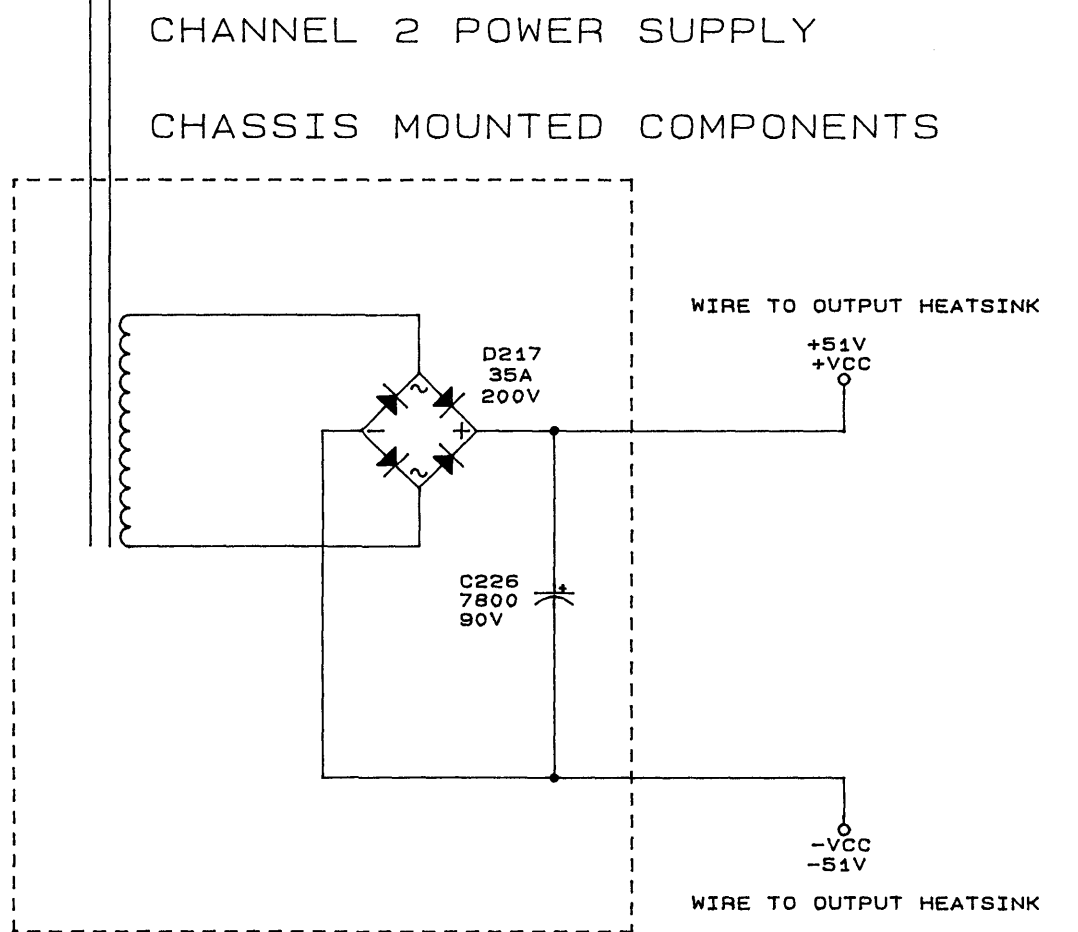 CHANNEL 2 POWER SUPPLY
CHASSIS MOUNTED COMPONENTS
WIRE TO OUTPUT HEATSINK
+51V
+VCC
D217
35A
200V
~
- +
~
C226
7800
90V
+
-VCC
-51V
WIRE TO OUTPUT HEATSINK